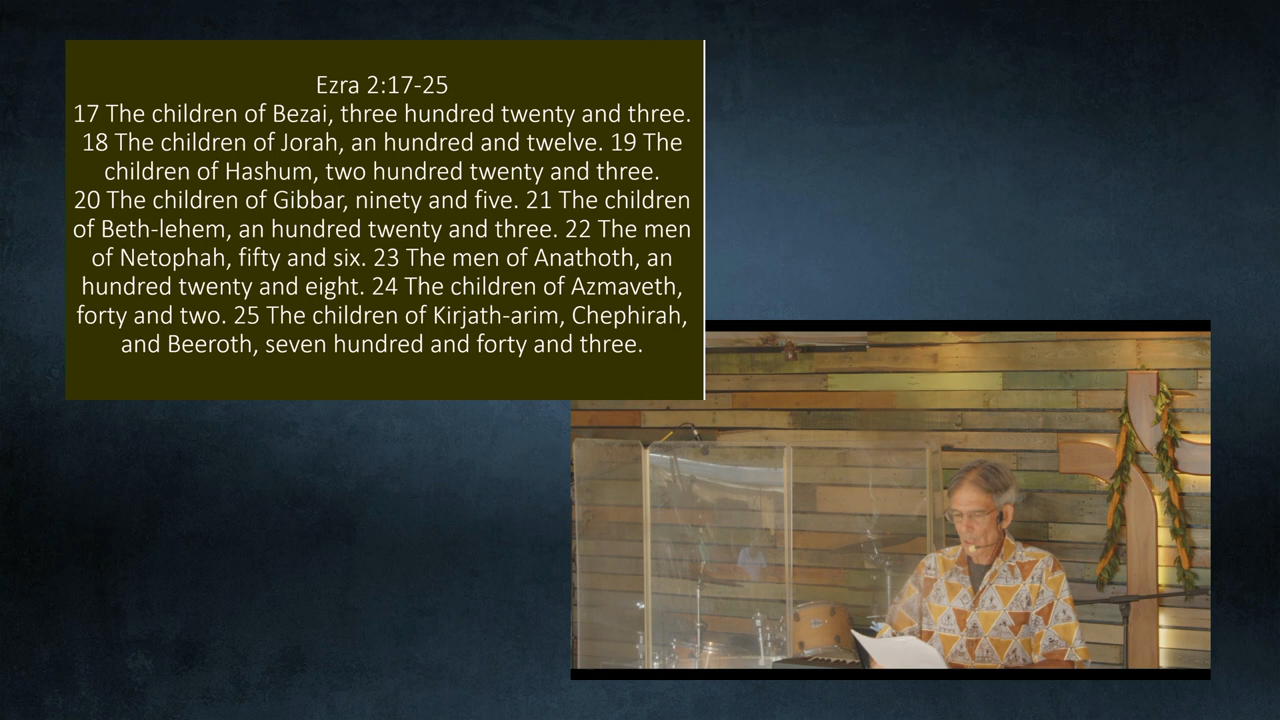 Ezra 2:17-25
17 The children of Bezai, three hundred twenty and three.
18 The children of Jorah, an hundred and twelve. 19 The
children of Hashum, two hundred twenty and three.
20 The children of Gibbar, ninety and five. 21 The children
of Beth-lehem, an hundred twenty and three. 22 The men
of Netophah, fifty and six. 23 The men of Anathoth, an
hundred twenty and eight. 24 The children of Azmaveth,
forty and two. 25 The children of Kirjath-arim, Chephirah,
and Beeroth, seven hundred and forty and three.